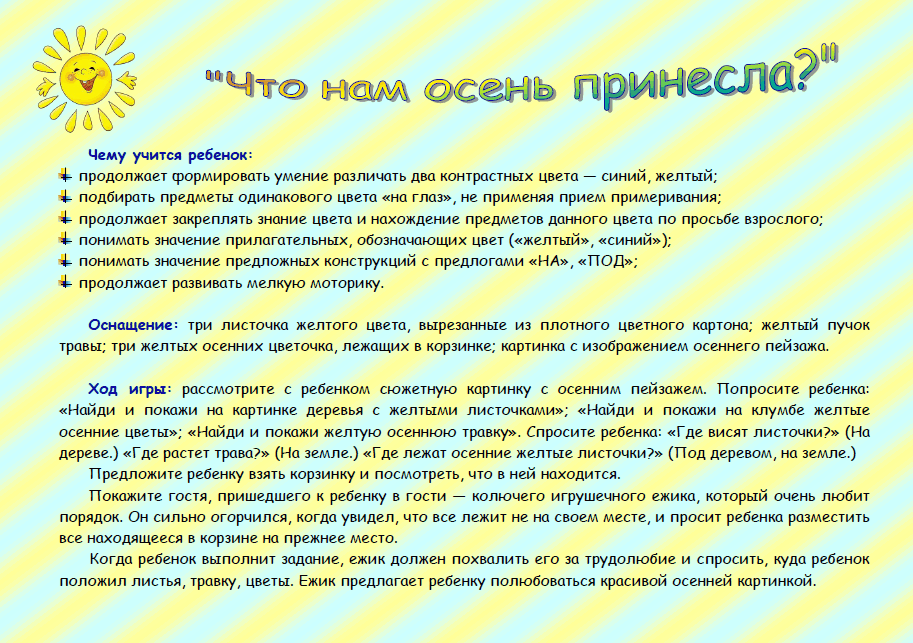 "Что нам осень принесла?"
Чему учится ребенок:
продолжает формировать умение различать два контрастных цвета — синий, желтый;
подбирать предметы одинакового цвета «на глаз», не применяя прием примеривания;
продолжает закреплять знание цвета и нахождение предметов данного цвета по просьбе взрослого;
понимать значение прилагательных, обозначающих цвет («желтый», «синий»);
понимать значение предложных конструкций с предлогами «НА», «ПОД»;
продолжает развивать мелкую моторику.
Оснащение: три листочка желтого цвета, вырезанные из плотного цветного картона; желтый пучок
травы; три желтых осенних цветочка, лежащих в корзинке; картинка с изображением осеннего пейзажа.
Ход игры: рассмотрите с ребенком сюжетную картинку с осенним пейзажем. Попросите ребенка:
«Найди и покажи на картинке деревья с желтыми листочками»; «Найди и покажи на клумбе желтые
осенние цветы»; «Найди и покажи желтую осеннюю травку». Спросите ребенка: «Где висят листочки?» (На
дереве.) «Где растет трава?» (На земле.) «Где лежат осенние желтые листочки?» (Под деревом, на земле.)
Предложите ребенку взять корзинку и посмотреть, что в ней находится.
Покажите гостя, пришедшего к ребенку в гости — колючего игрушечного ежика, который очень любит
порядок. Он сильно огорчился, когда увидел, что все лежит не на своем месте, и просит ребенка разместить
все находящееся в корзине на прежнее место.
Когда ребенок выполнит задание, ежик должен похвалить его за трудолюбие и спросить, куда ребенок
положил листья, травку, цветы. Ежик предлагает ребенку полюбоваться красивой осенней картинкой.